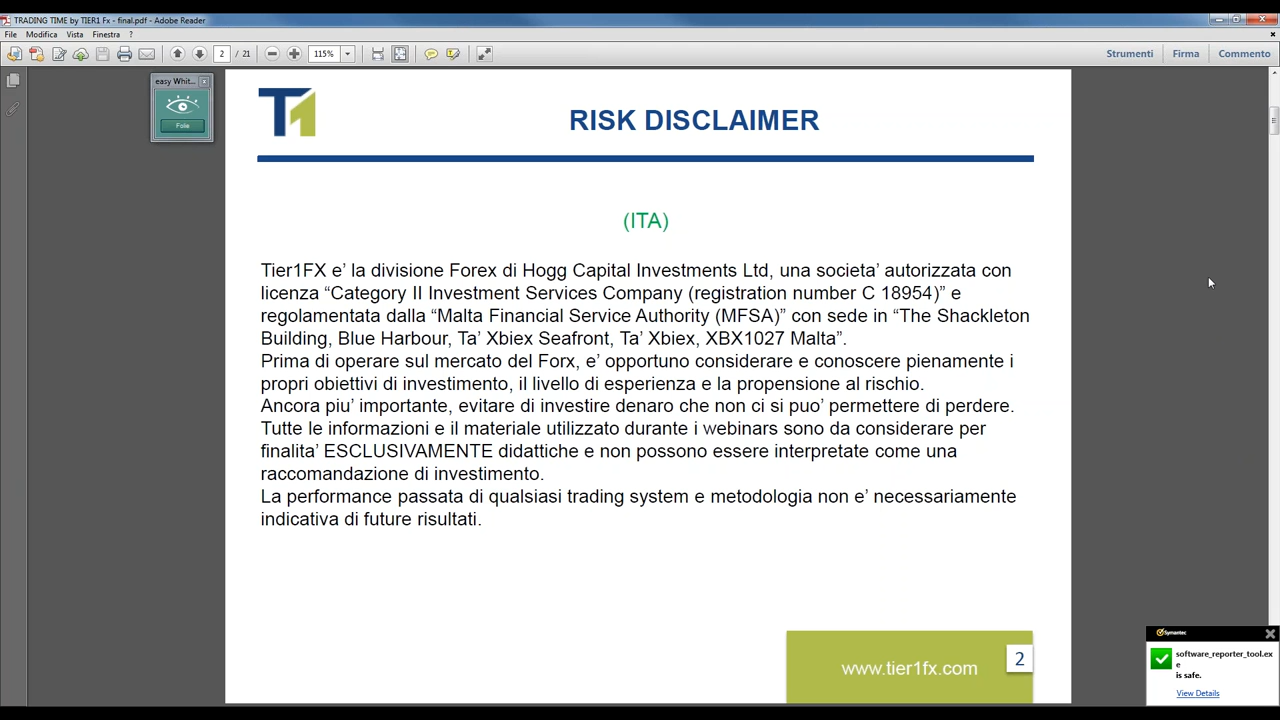 TRADING TIME by TIER1 Fx - final.pdf - Adobe Reader
File Modifica Vista Finestra ?
2 / 21 115% Strumenti Firma Commento
easy Whit...
Folie
T1
RISK DISCLAIMER
(ITA)
Tier1FX e’ la divisione Forex di Hogg Capital Investments Ltd, una societa’ autorizzata con
licenza “Category II Investment Services Company (registration number C 18954)” e
regolamentata dalla “Malta Financial Service Authority (MFSA)” con sede in “The Shackleton
Building, Blue Harbour, Ta’ Xbiex Seafront, Ta’ Xbiex, XBX1027 Malta”.
Prima di operare sul mercato del Forx, e’ opportuno considerare e conoscere pienamente i
propri obiettivi di investimento, il livello di esperienza e la propensione al rischio.
Ancora piu’ importante, evitare di investire denaro che non ci si puo’ permettere di perdere.
Tutte le informazioni e il materiale utilizzato durante i webinars sono da considerare per
finalita’ ESCLUSIVAMENTE didattiche e non possono essere interpretate come una
raccomandazione di investimento.
La performance passata di qualsiasi trading system e metodologia non e’ necessariamente
indicativa di future risultati.
www.tier1fx.com
2
Symantec
software_reporter_tool.ex
e
is safe.
View Details